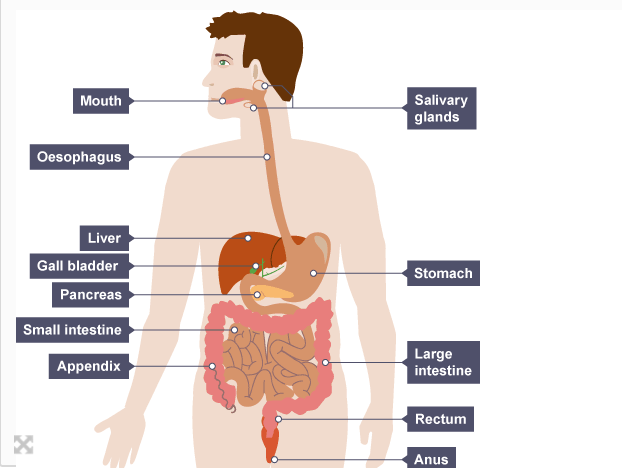 Mouth
Salivary
glands
Oesophagus
Liver
Gall bladder
Stomach
Pancreas
Small intestine
Large
intestine
Appendix
Rectum
Anus